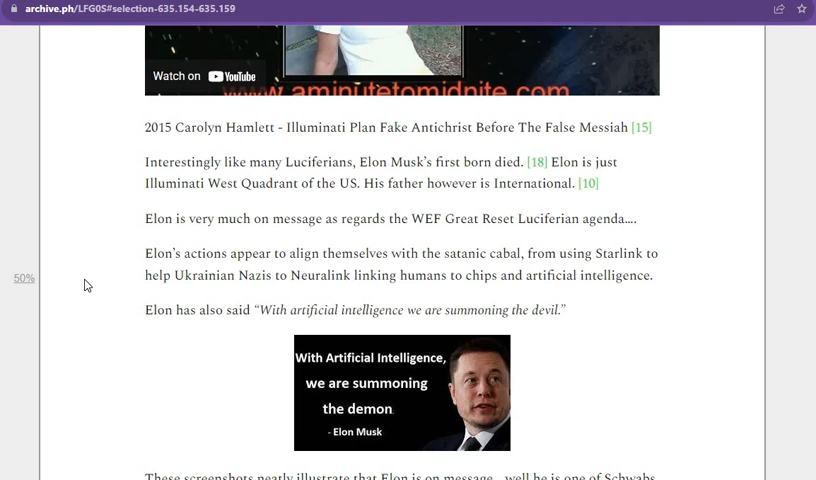 archive.ph/LFG0S#selection-635.154-635.159
Watch on YouTube
www.aminutetomidnite.com
2015 Carolyn Hamlett - Illuminati Plan Fake Antichrist Before The False Messiah [15]
Interestingly like many Luciferians, Elon Musk's first born died. [18] Elon is just
Illuminati West Quadrant of the US. His father however is International. [10]
Elon is very much on message as regards the WEF Great Reset Luciferian agenda….
Elon's actions appear to align themselves with the satanic cabal, from using Starlink to
50%
help Ukrainian Nazis to Neuralink linking humans to chips and artificial intelligence.
Elon has also said “With artificial intelligence we are summoning the devil.”
With Artificial Intelligence,
we are summoning
the demon
- Elon Musk
These screenshots neatly illustrate that Elon is on message… well he is one of Schwabs